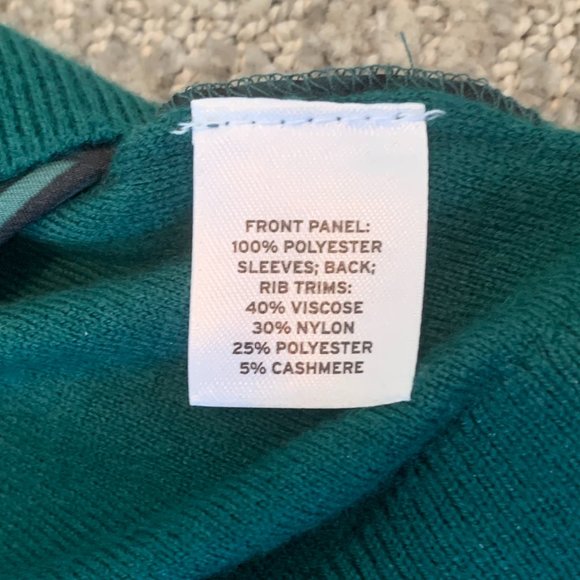 FRONT PANEL:
100% POLYESTER
SLEEVES; BACK;
RIB TRIMS:
40% VISCOSE
30% NYLON
25% POLYESTER
5% CASHMERE